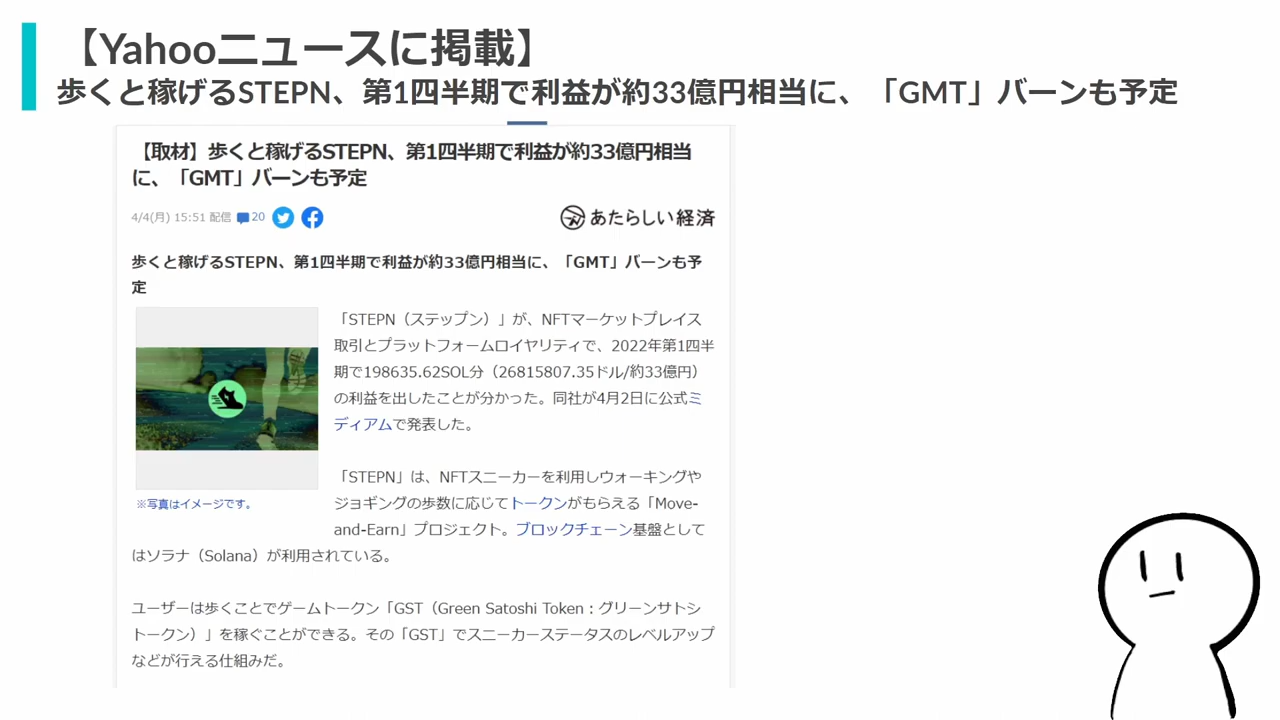 【Yahooニュースに掲載】
歩くと稼げるSTEPN、第1四半期で利益が約33億円相当に、「GMT」バーンも予定
【取材】歩くと稼げるSTEPN、第1四半期で利益が約33億円相当
に、「GMT」バーンも予定
4/4(月) 15:51 配信 20
あたらしい経済
歩くと稼げるSTEPN、第1四半期で利益が約33億円相当に、「GMT」バーンも予
定
「STEPN（ステップン）」が、NFTマーケットプレイス
取引とプラットフォームロイヤリティで、2022年第1四半
期で198635.62SOL分（26815807.35ドル/約33億円）
の利益を出したことが分かった。同社が4月2日に公式ミ
ディアムで発表した。
※写真はイメージです。
「STEPN」は、NFTスニーカーを利用しウォーキングや
ジョギングの歩数に応じてトークンがもらえる「Move-
and-Earn」プロジェクト。ブロックチェーン基盤として
はソラナ（Solana）が利用されている。
ユーザーは歩くことでゲームトークン「GST（Green Satoshi Token：グリーンサトシ
トークン）」を稼ぐことができる。その「GST」でスニーカーステータスのレベルアップ
などが行える仕組みだ。